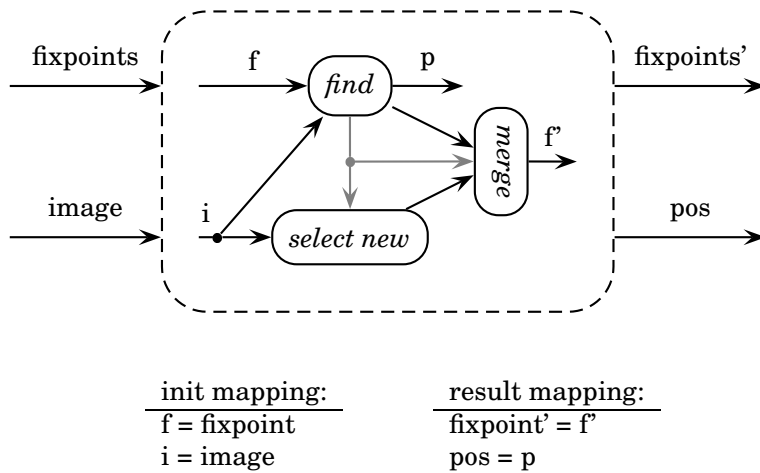 fixpoints
f
find
p
fixpoints’
merge
f’
image
i
select new
pos
init mapping:
f = fixpoint
i = image
result mapping:
fixpoint’ = f’
pos = p